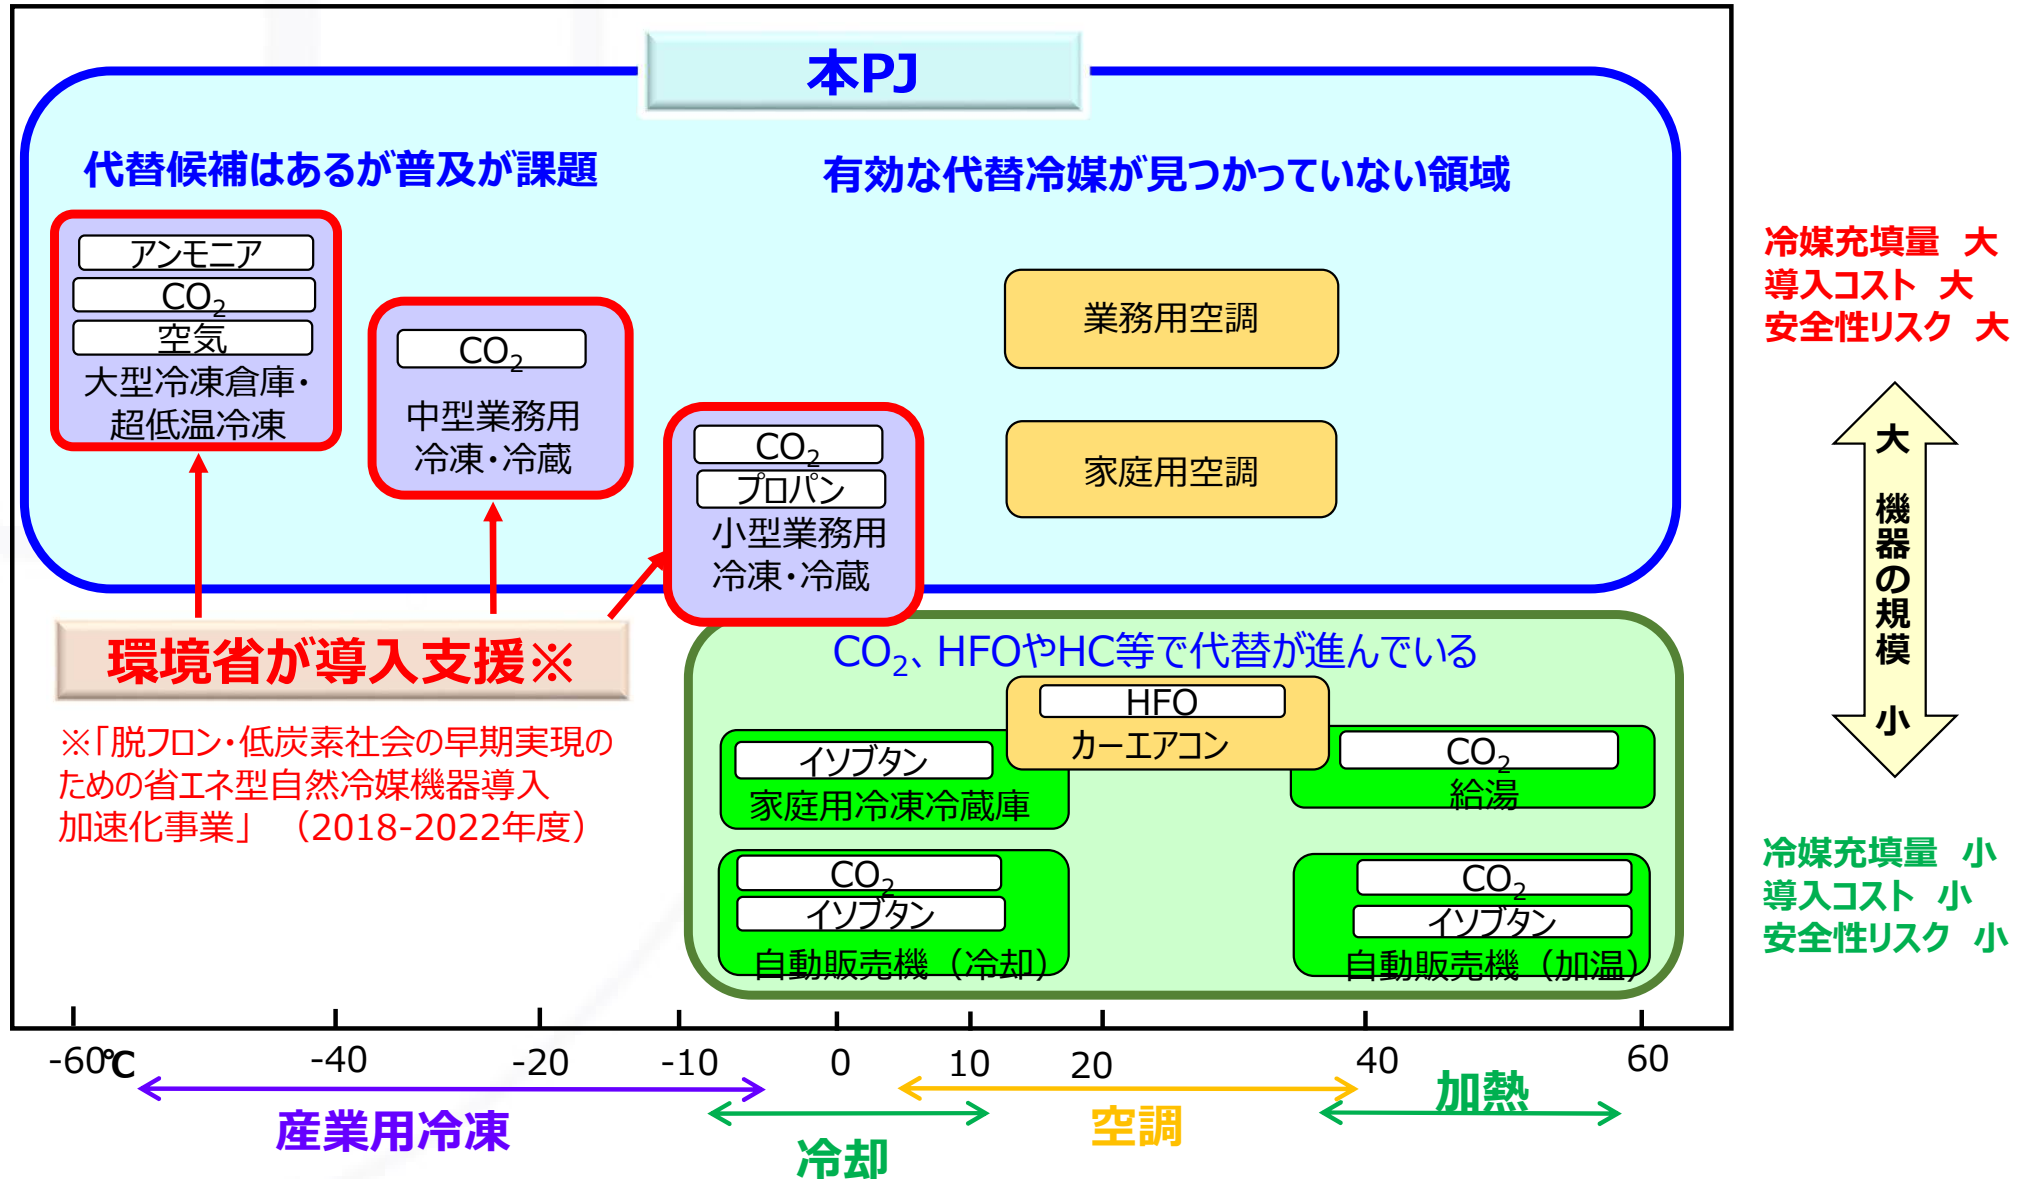 本PJ
代替候補はあるが普及が課題
有効な代替冷媒が見つかっていない領域
アンモニア
CO₂
空気
大型冷凍倉庫・
超低温冷凍
CO₂
中型業務用
冷凍・冷蔵
CO₂
プロパン
小型業務用
冷凍・冷蔵
業務用空調
家庭用空調
環境省が導入支援※
※「脱フロン・低炭素社会の早期実現の
ための省エネ型自然冷媒機器導入
加速化事業」 （2018-2022年度）
CO₂、HFOやHC等で代替が進んでいる
HFO
カーエアコン
イソブタン
家庭用冷凍冷蔵庫
CO₂
給湯
CO₂
イソブタン
自動販売機（冷却）
CO₂
イソブタン
自動販売機（加温）
冷媒充填量 大
導入コスト 大
安全性リスク 大
大 機器の規模 小
冷媒充填量 小
導入コスト 小
安全性リスク 小
-60℃ -40 -20 -10 0 10 20 40 60
産業用冷凍
冷却
空調
加熱